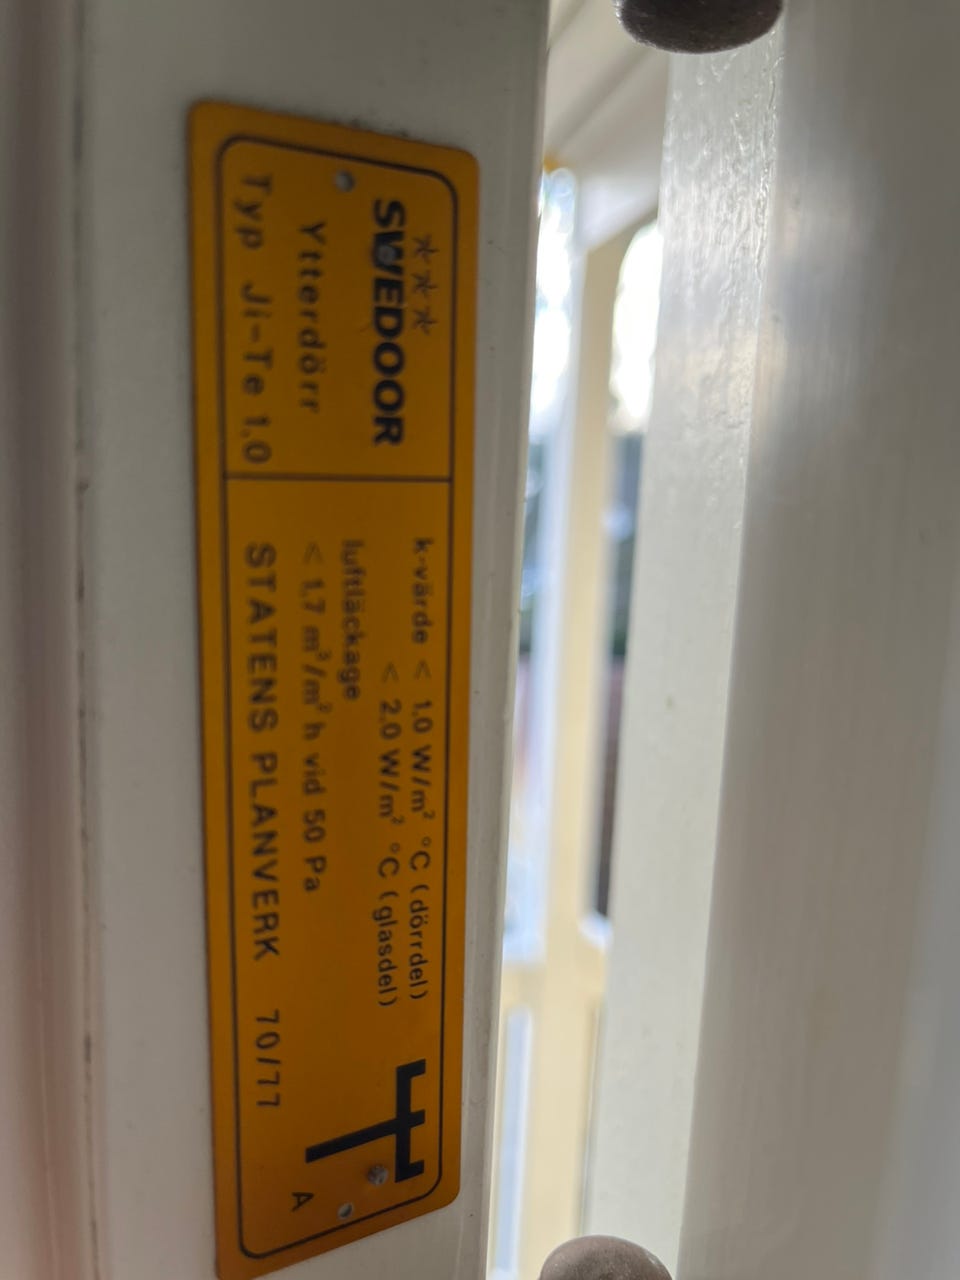 SWEDOOR
Ytterdörr
Typ Ji-Te 1,0
k-värde < 1,0 W/m² °C (dörrdel)
< 2,0 W/m² °C (glasdel)
luftläckage
< 1,7 m³/m² h vid 50 Pa
STATENS PLANVERK 70/77
A